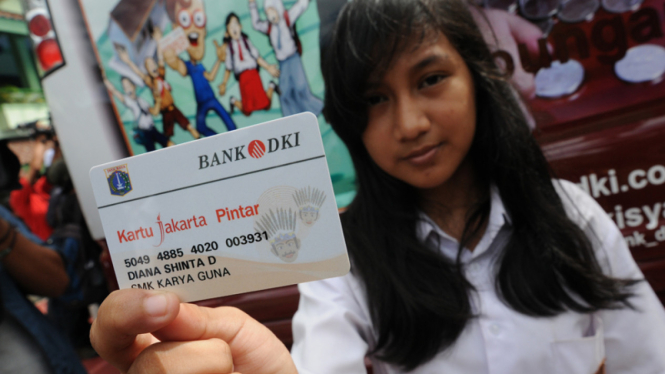 BANK DKI
Kartu Jakarta Pintar
5049 4885 4020 003931
DIANA SHINTA D
SMK KARYA GUNA
dki.co